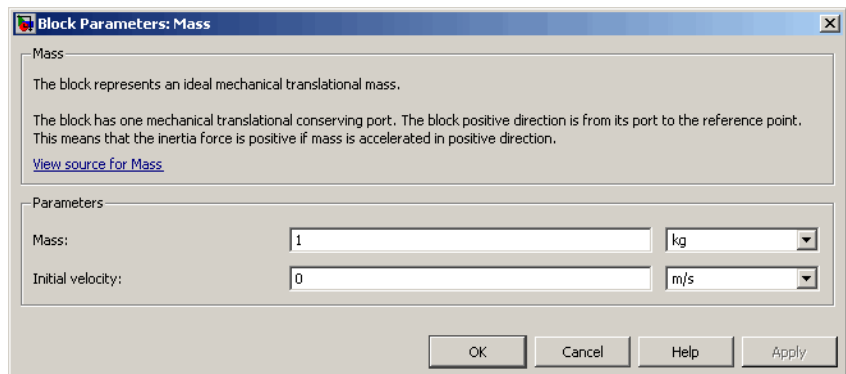 Block Parameters: Mass
Mass
The block represents an ideal mechanical translational mass.
The block has one mechanical translational conserving port. The block positive direction is from its port to the reference point.
This means that the inertia force is positive if mass is accelerated in positive direction.
View source for Mass
Parameters
Mass: 1 kg
Initial velocity: 0 m/s
OK Cancel Help Apply